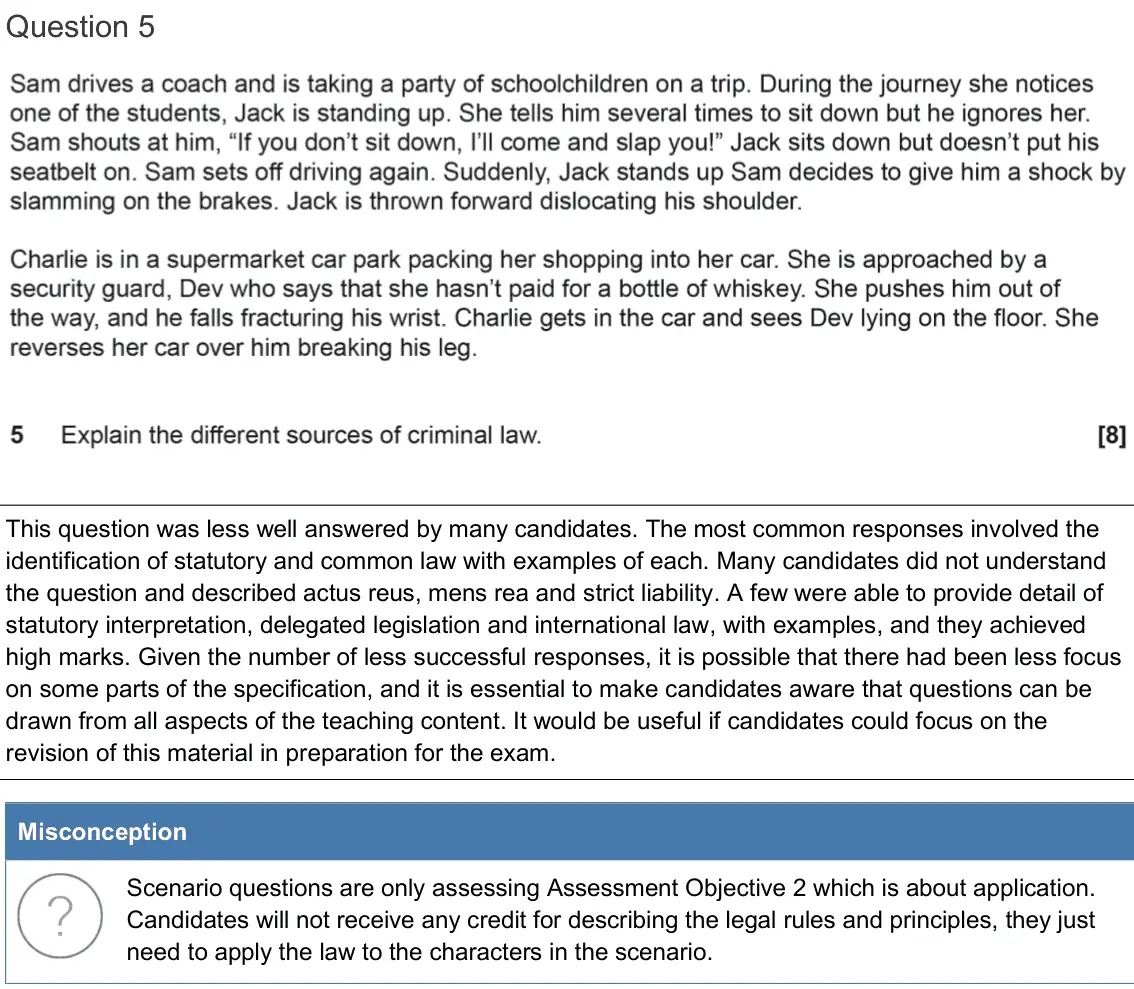 Question 5
Sam drives a coach and is taking a party of schoolchildren on a trip. During the journey she notices
one of the students, Jack is standing up. She tells him several times to sit down but he ignores her.
Sam shouts at him, “If you don’t sit down, I’ll come and slap you!” Jack sits down but doesn’t put his
seatbelt on. Sam sets off driving again. Suddenly, Jack stands up Sam decides to give him a shock by
slamming on the brakes. Jack is thrown forward dislocating his shoulder.
Charlie is in a supermarket car park packing her shopping into her car. She is approached by a
security guard, Dev who says that she hasn’t paid for a bottle of whiskey. She pushes him out of
the way, and he falls fracturing his wrist. Charlie gets in the car and sees Dev lying on the floor. She
reverses her car over him breaking his leg.
5 Explain the different sources of criminal law. [8]
This question was less well answered by many candidates. The most common responses involved the
identification of statutory and common law with examples of each. Many candidates did not understand
the question and described actus reus, mens rea and strict liability. A few were able to provide detail of
statutory interpretation, delegated legislation and international law, with examples, and they achieved
high marks. Given the number of less successful responses, it is possible that there had been less focus
on some parts of the specification, and it is essential to make candidates aware that questions can be
drawn from all aspects of the teaching content. It would be useful if candidates could focus on the
revision of this material in preparation for the exam.
Misconception
?
Scenario questions are only assessing Assessment Objective 2 which is about application.
Candidates will not receive any credit for describing the legal rules and principles, they just
need to apply the law to the characters in the scenario.